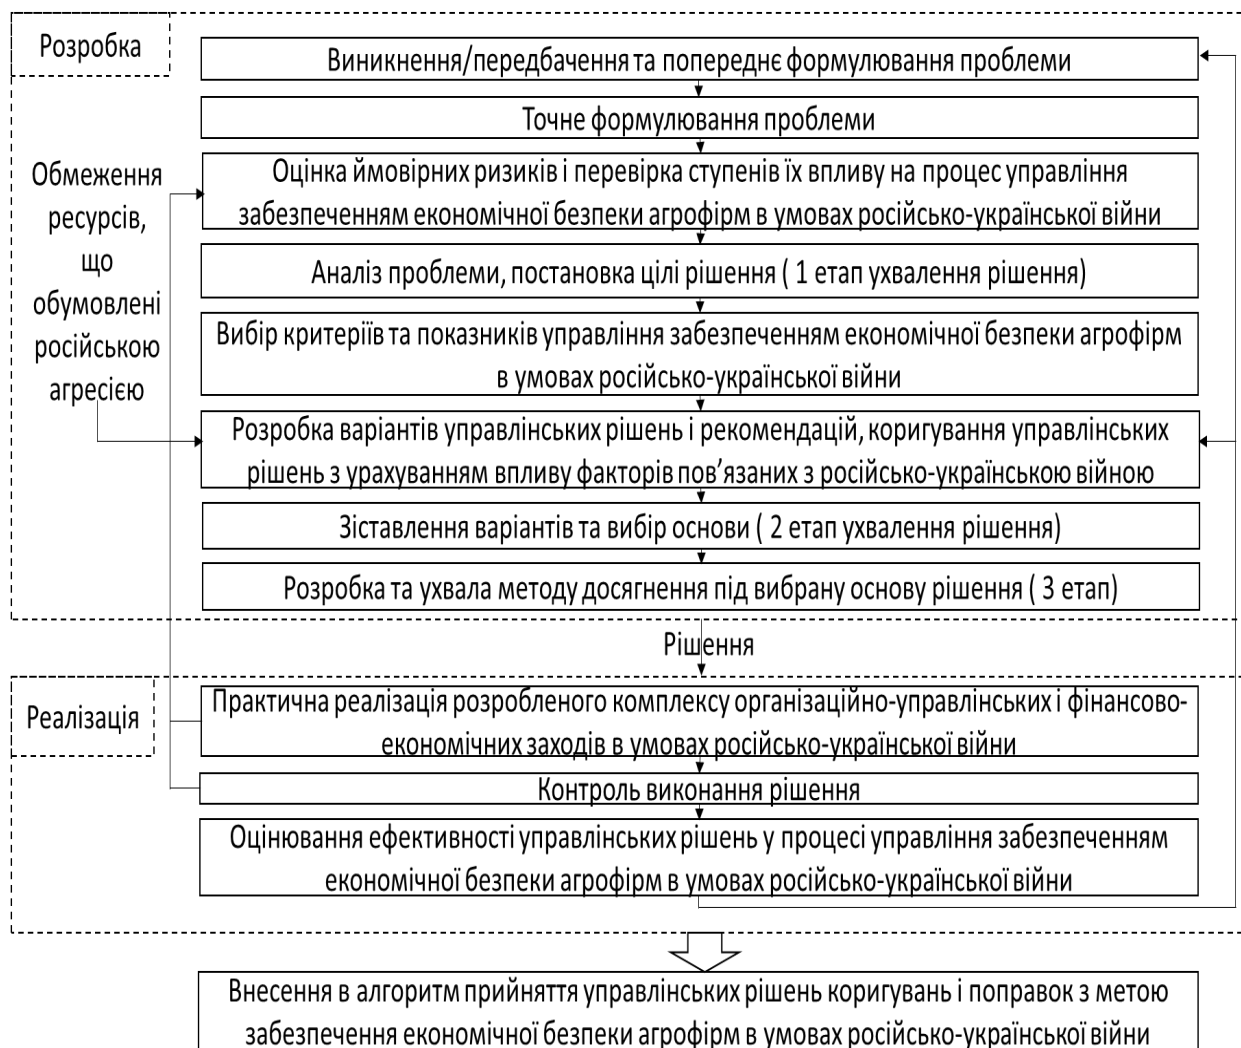 Розробка
Виникнення/передбачення та попереднє формулювання проблеми
Точне формулювання проблеми
Обмеження
ресурсів,
що
обумовлені
російською
агресією
Оцінка ймовірних ризиків і перевірка ступенів їх впливу на процес управління
забезпеченням економічної безпеки агрофірм в умовах російсько-української війни
Аналіз проблеми, постановка цілі рішення ( 1 етап ухвалення рішення)
Вибір критеріїв та показників управління забезпеченням економічної безпеки агрофірм
в умовах російсько-української війни
Розробка варіантів управлінських рішень і рекомендацій, коригування управлінських
рішень з урахуванням впливу факторів пов’язаних з російсько-українською війною
Зіставлення варіантів та вибір основи ( 2 етап ухвалення рішення)
Розробка та ухвала методу досягнення під вибрану основу рішення ( 3 етап)
Рішення
Реалізація
Практична реалізація розробленого комплексу організаційно-управлінських і фінансово-
економічних заходів в умовах російсько-української війни
Контроль виконання рішення
Оцінювання ефективності управлінських рішень у процесі управління забезпеченням
економічної безпеки агрофірм в умовах російсько-української війни
Внесення в алгоритм прийняття управлінських рішень коригувань і поправок з метою
забезпечення економічної безпеки агрофірм в умовах російсько-української війни